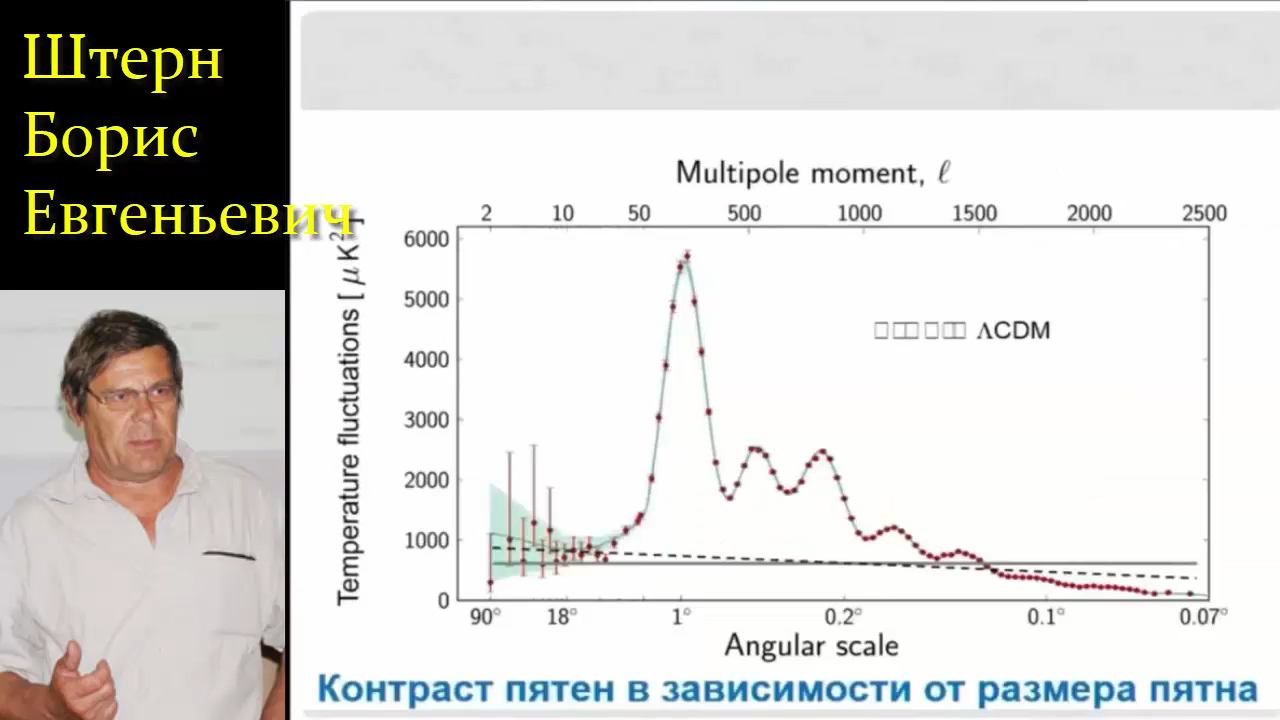 Штерн
Борис
Евгеньевич
Multipole moment, ℓ
2 10 50 500 1000 1500 2000 2500
Temperature fluctuations [ μK²]
6000
5000
4000
3000
2000
1000
0
ΛCDM
90° 18° 1° 0.2° 0.1° 0.07°
Angular scale
Контраст пятен в зависимости от размера пятна